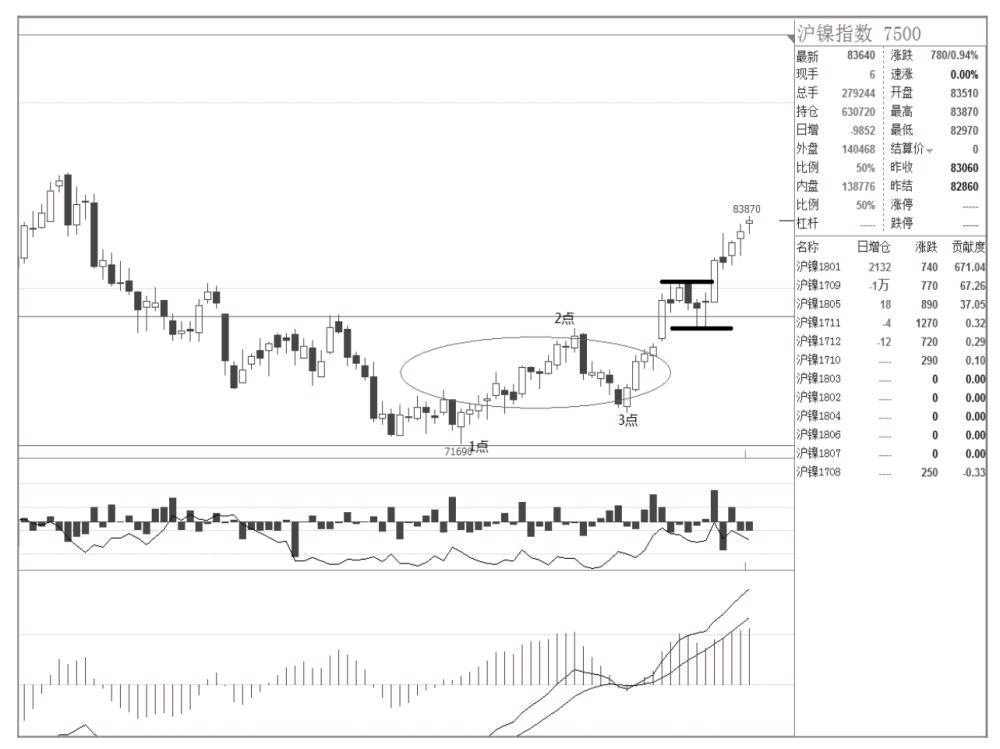 沪镍指数 7500
最新 83640 涨跌 780/0.94%
现手 6 速涨 0.00%
总手 279244 开盘 83510
持仓 630720 最高 83870
日增 -9852 最低 82970
外盘 140468 结算价 0
比例 50% 昨收 83060
内盘 138776 昨结 82860
比例 50% 涨停 -----
杠杆 ----- 跌停 -----
名称 日增仓 涨跌 贡献度
沪镍1801 2132 740 671.04
沪镍1709 -1万 770 67.26
沪镍1805 18 890 37.05
沪镍1711 -4 1270 0.32
沪镍1712 -12 720 0.29
沪镍1710 ---- 290 0.10
沪镍1803 ---- 0 0.00
沪镍1802 ---- 0 0.00
沪镍1804 ---- 0 0.00
沪镍1806 ---- 0 0.00
沪镍1807 ---- 0 0.00
沪镍1708 ---- 250 -0.33
83870
2点
3点
71690 1点